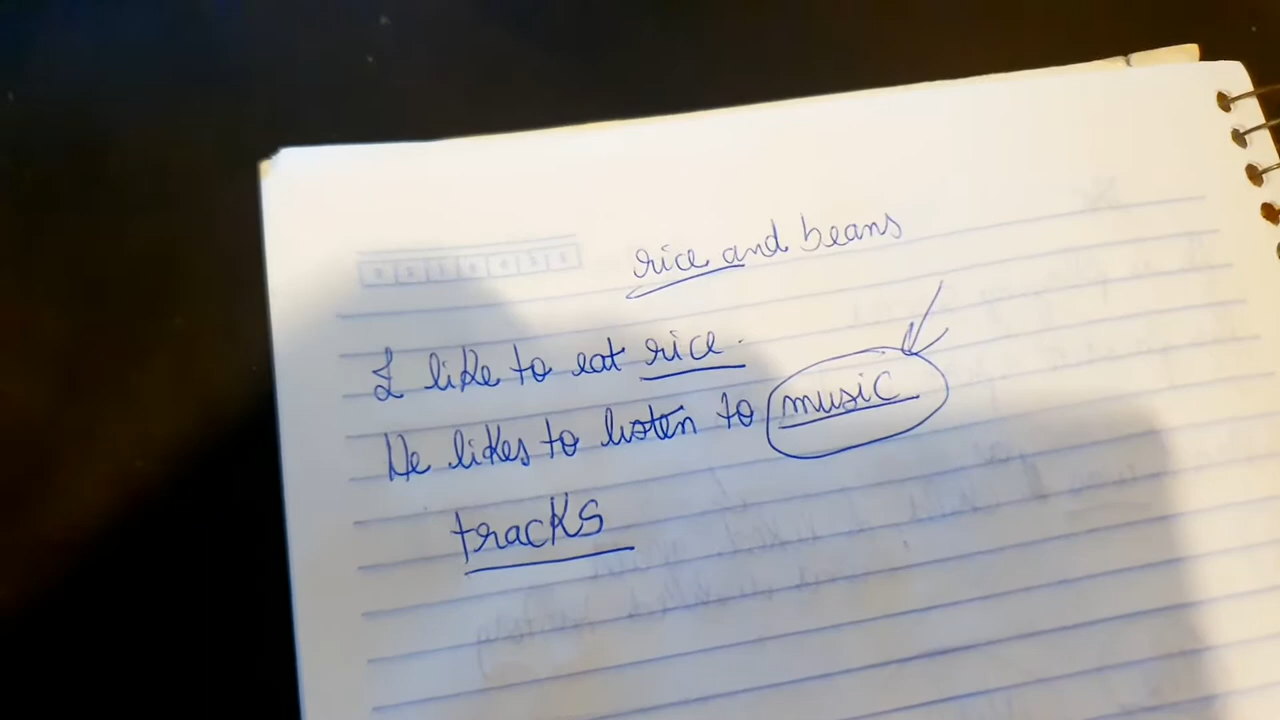 rice and beans
I like to eat rice.
He likes to listen to music
tracks